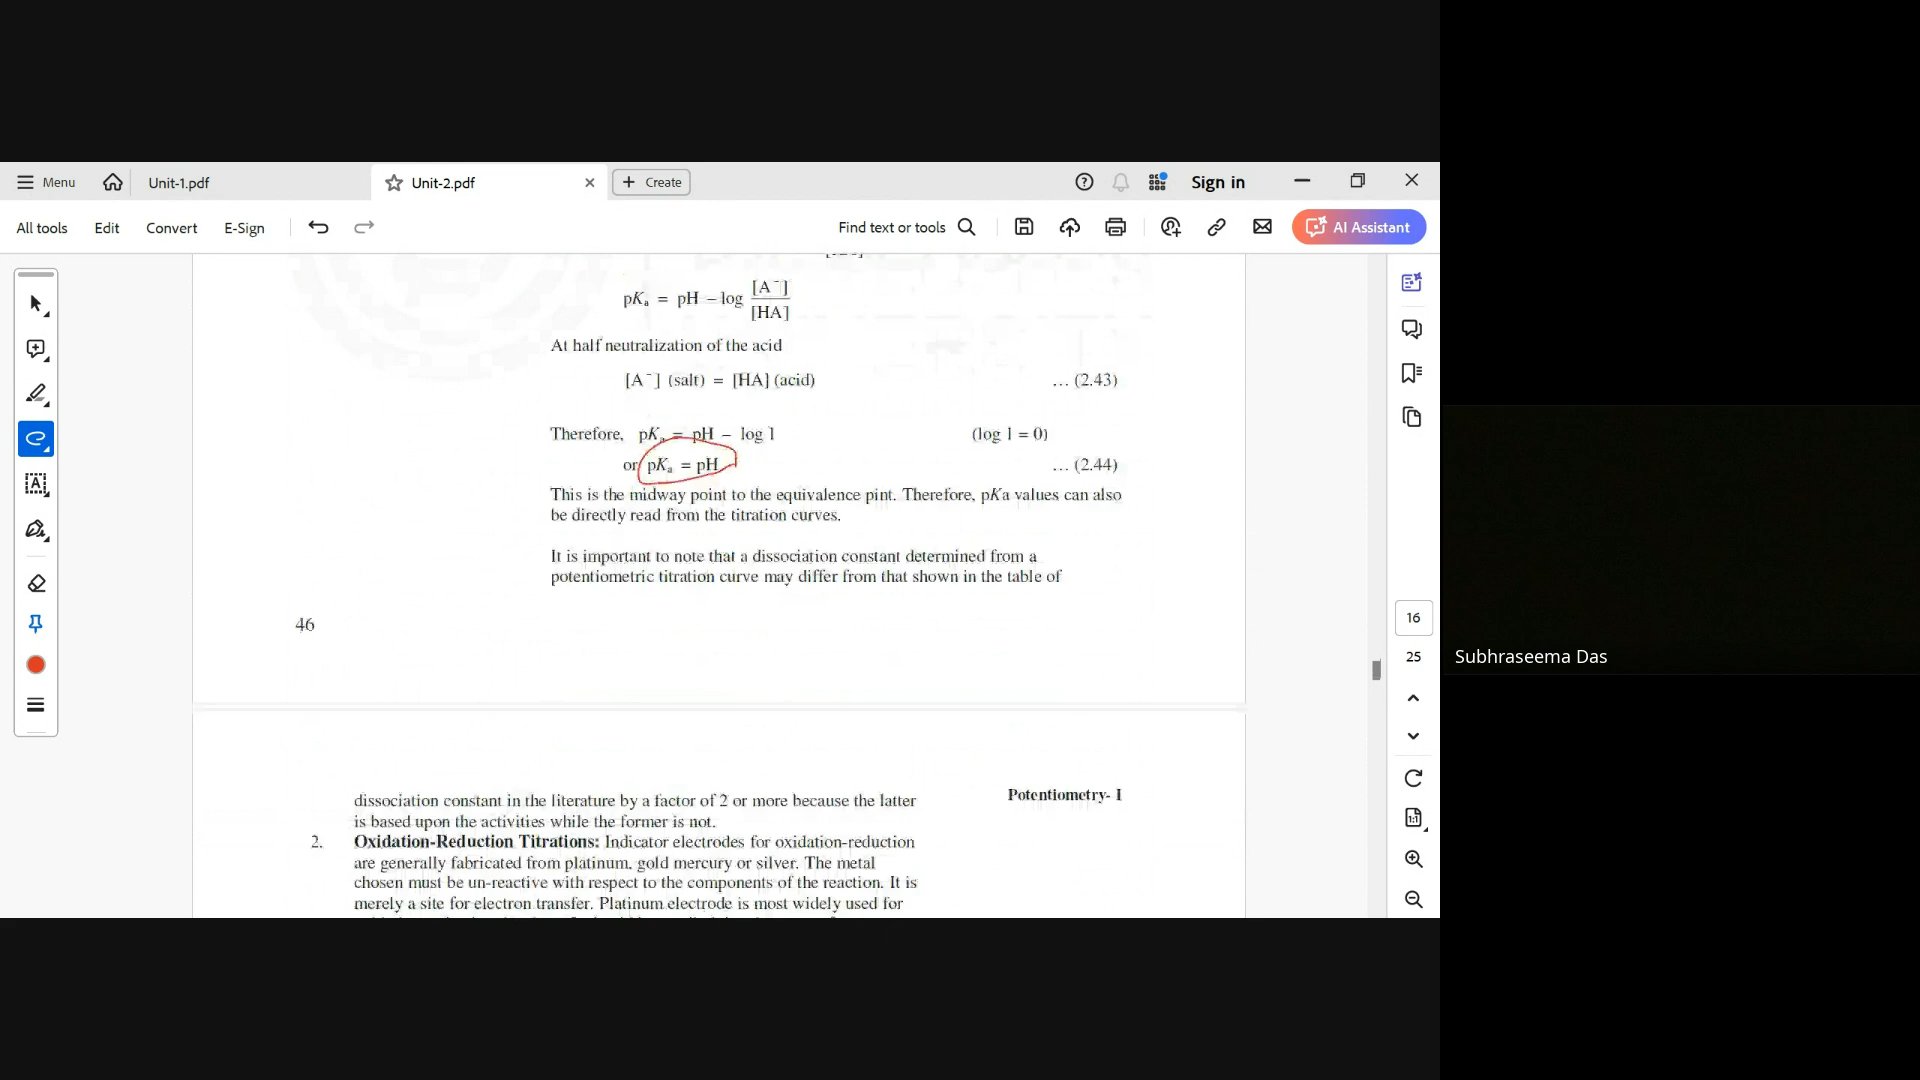 Menu
Unit-1.pdf
Unit-2.pdf
Create
Sign in
All tools
Edit
Convert
E-Sign
Find text or tools
AI Assistant
pKₐ = pH – log [A⁻] / [HA]
At half neutralization of the acid
[A⁻] (salt) = [HA] (acid) ... (2.43)
Therefore, pKₐ = pH – log 1 (log 1 = 0)
or pKₐ = pH ... (2.44)
This is the midway point to the equivalence pint. Therefore, pKa values can also
be directly read from the titration curves.
It is important to note that a dissociation constant determined from a
potentiometric titration curve may differ from that shown in the table of
46
16
25
Subhraseema Das
Potentiometry- I
dissociation constant in the literature by a factor of 2 or more because the latter
is based upon the activities while the former is not.
2. Oxidation-Reduction Titrations: Indicator electrodes for oxidation-reduction
are generally fabricated from platinum, gold mercury or silver. The metal
chosen must be un-reactive with respect to the components of the reaction. It is
merely a site for electron transfer. Platinum electrode is most widely used for